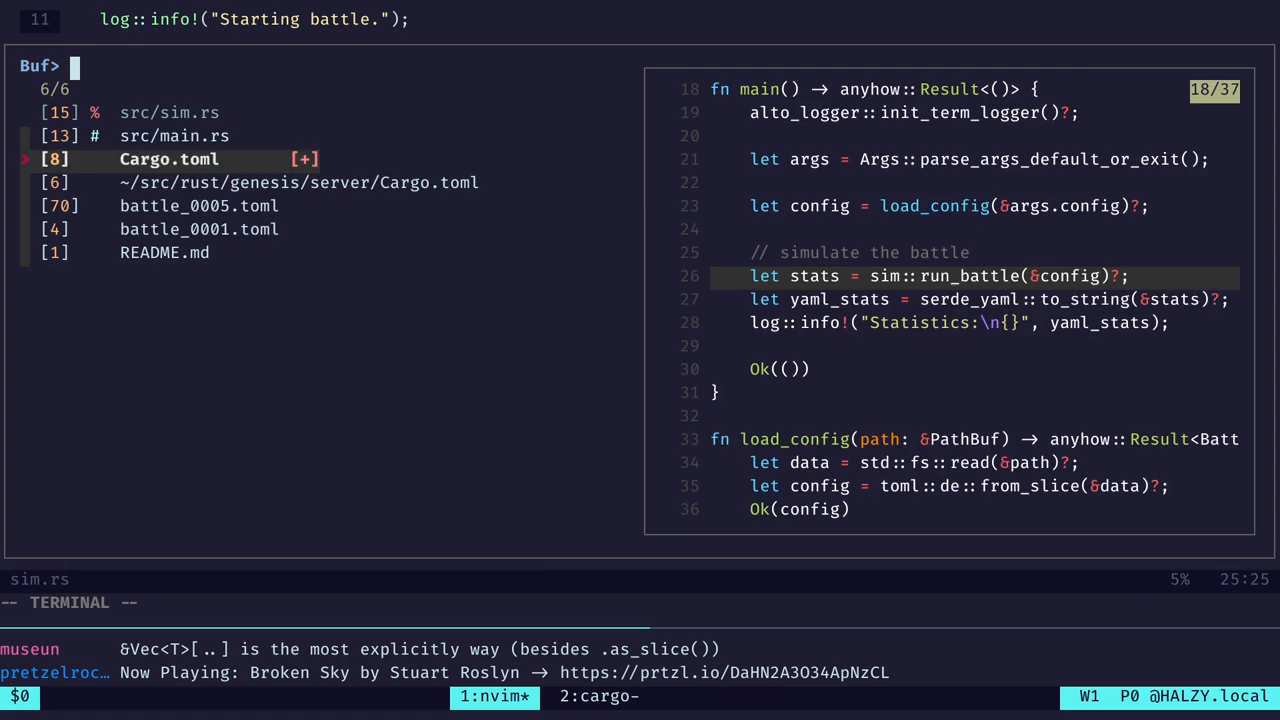 11 log::info!("Starting battle.");
Buf>
6/6
[15] % src/sim.rs
[13] # src/main.rs
> [8] Cargo.toml [+]
[6] ~/src/rust/genesis/server/Cargo.toml
[70] battle_0005.toml
[4] battle_0001.toml
[1] README.md
18 fn main() → anyhow::Result<()> { 18/37
19 alto_logger::init_term_logger()?;
20
21 let args = Args::parse_args_default_or_exit();
22
23 let config = load_config(&args.config)?;
24
25 // simulate the battle
26 let stats = sim::run_battle(&config)?;
27 let yaml_stats = serde_yaml::to_string(&stats)?;
28 log::info!("Statistics:\n{}", yaml_stats);
29
30 Ok(())
31 }
32
33 fn load_config(path: &PathBuf) → anyhow::Result<Batt
34 let data = std::fs::read(&path)?;
35 let config = toml::de::from_slice(&data)?;
36 Ok(config)
sim.rs 5% 25:25
-- TERMINAL --
museun &Vec<T>[..] is the most explicitly way (besides .as_slice())
pretzelroc… Now Playing: Broken Sky by Stuart Roslyn → https://prtzl.io/DaHN2A3O34ApNzCL
$0 1:nvim* 2:cargo- W1 P0 @HALZY.local